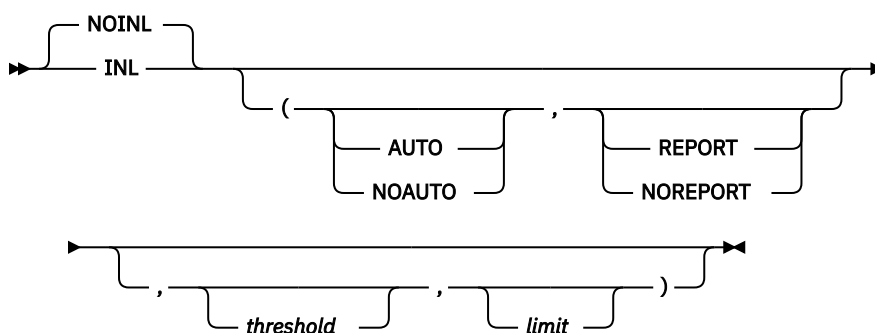 NOINL
INL
( , 
AUTO REPORT
NOAUTO NOREPORT
, , )
threshold limit